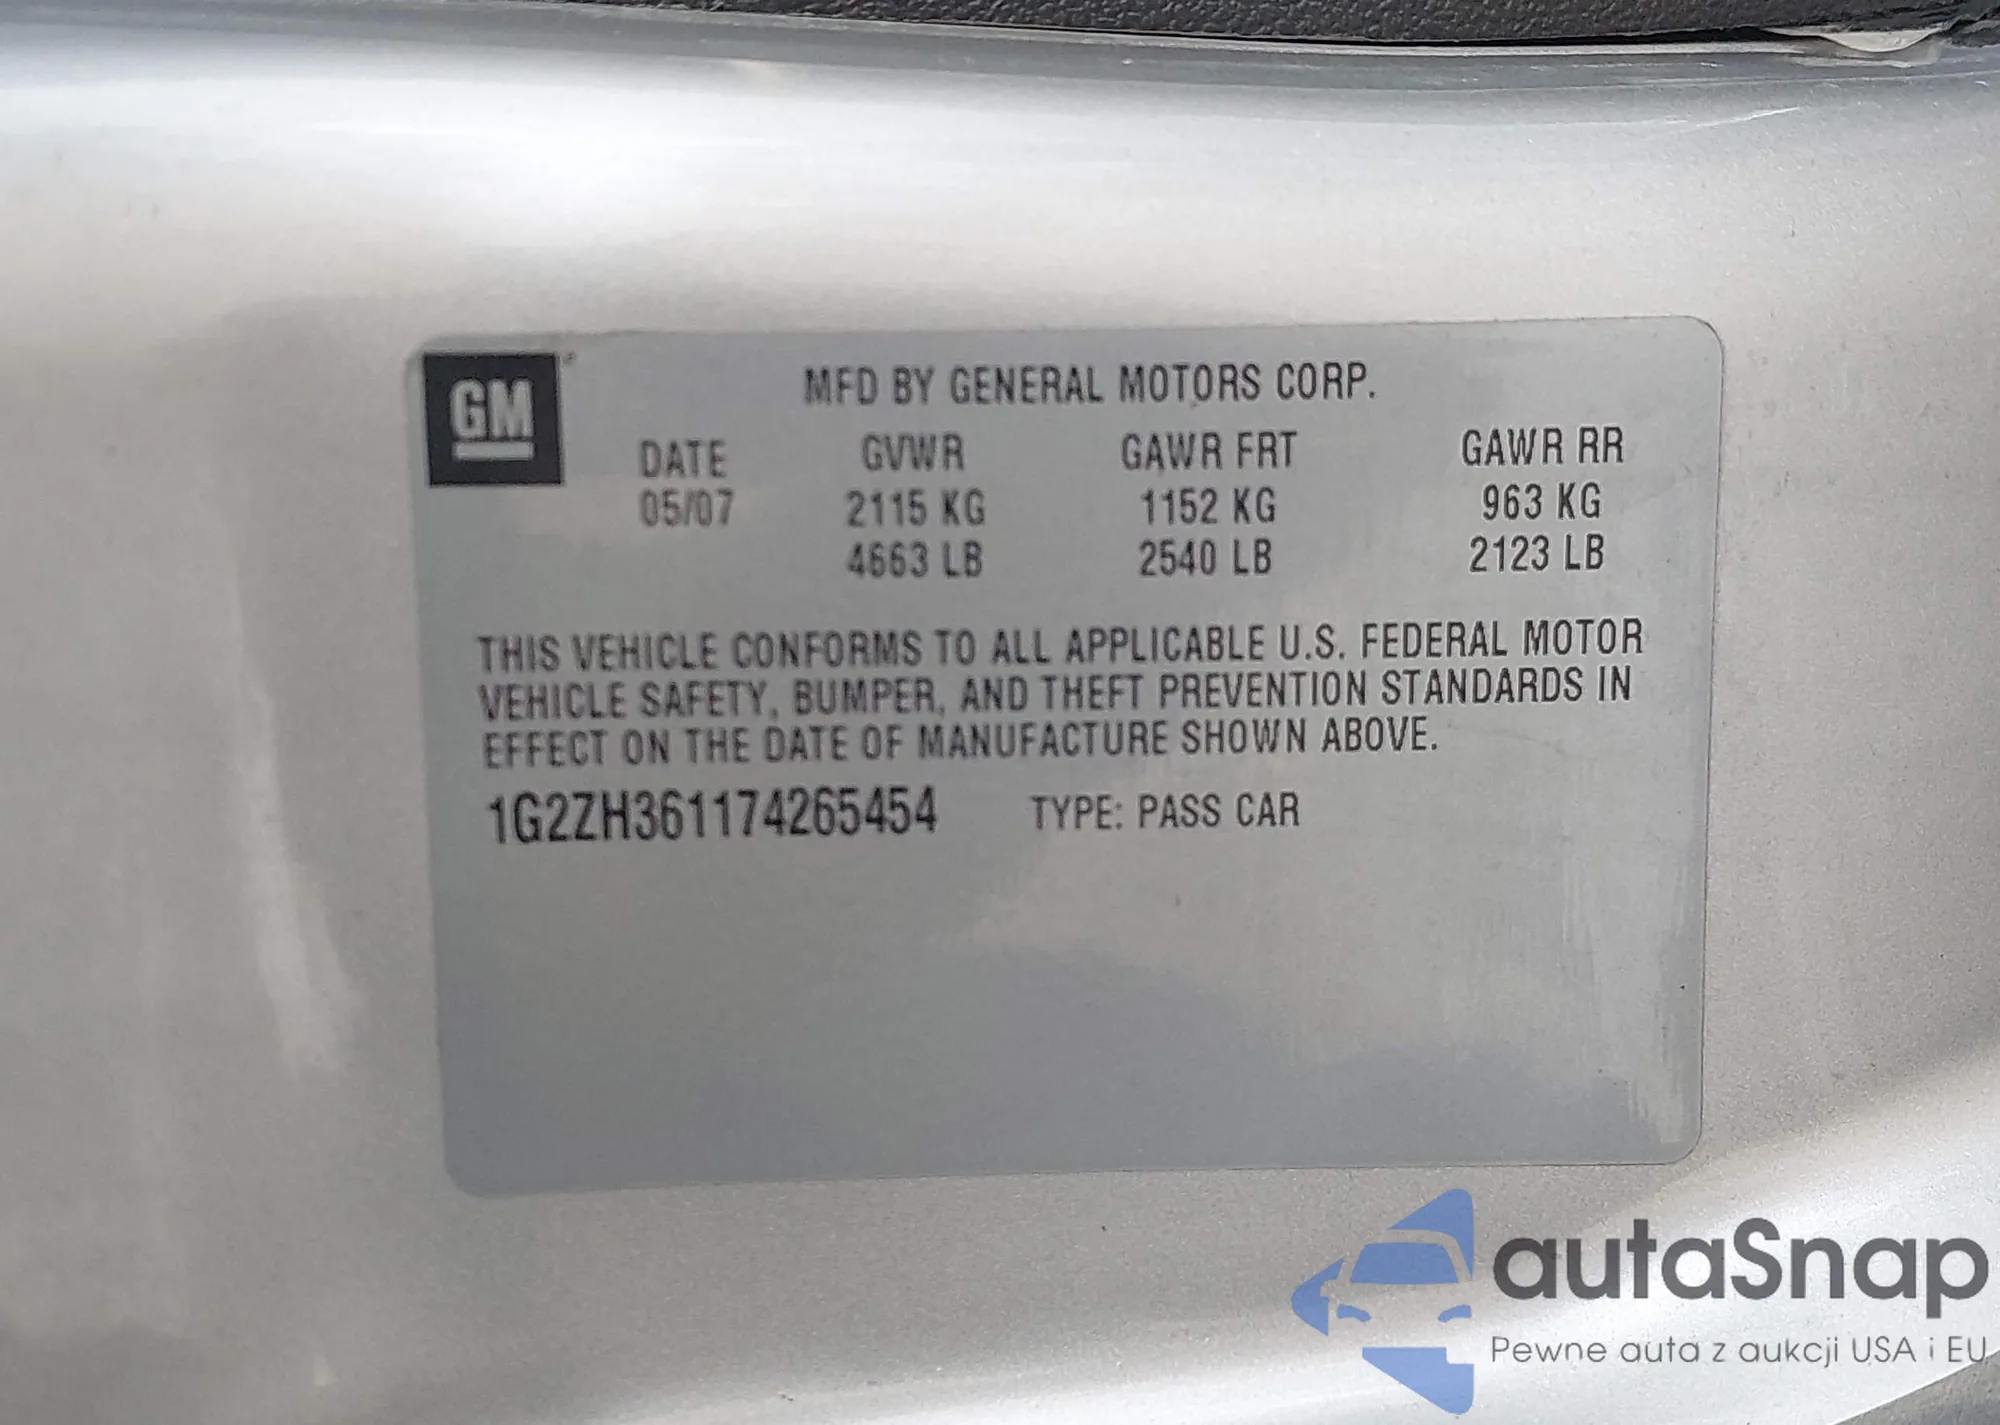 GM
MFD BY GENERAL MOTORS CORP.
DATE GVWR GAWR FRT GAWR RR
05/07 2115 KG 1152 KG 963 KG
4663 LB 2540 LB 2123 LB
THIS VEHICLE CONFORMS TO ALL APPLICABLE U.S. FEDERAL MOTOR
VEHICLE SAFETY, BUMPER, AND THEFT PREVENTION STANDARDS IN
EFFECT ON THE DATE OF MANUFACTURE SHOWN ABOVE.
1G2ZH361174265454 TYPE: PASS CAR
autaSnap
Pewne auta z aukcji USA i EU